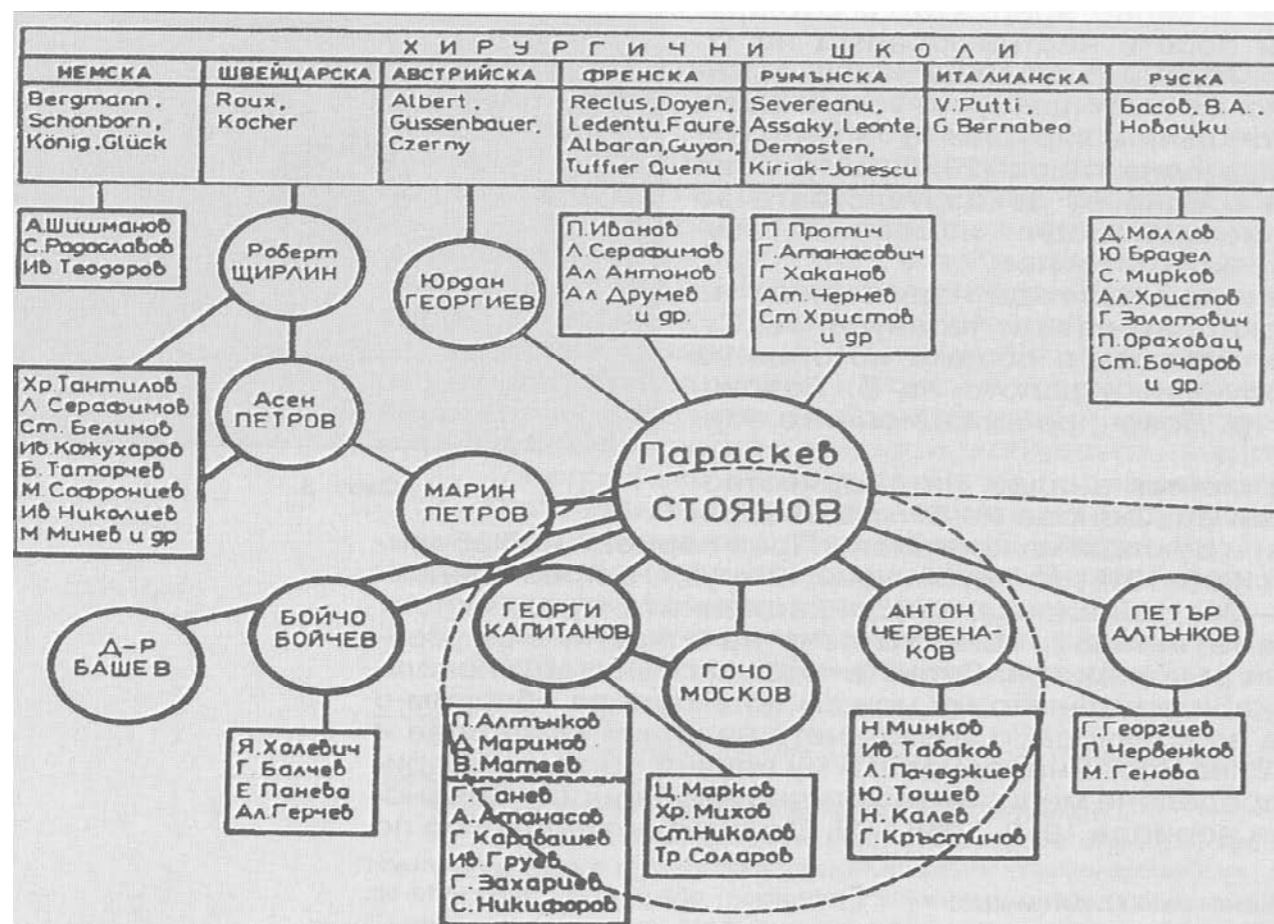 ХИРУРГИЧНИ ШКОЛИ
НЕМСКА
ШВЕЙЦАРСКА
АВСТРИЙСКА
ФРЕНСКА
РУМЪНСКА
ИТАЛИАНСКА
РУСКА
Bergmann,
Schönborn,
König, Glück
Roux,
Kocher
Albert
Gussenbauer,
Czerny
Reclus, Doyen,
Ledentu, Faure,
Albaran, Guyon,
Tuffier Quenu
Severeanu,
Assaky, Leonte,
Demosten,
Kiriak-Jonescu
V. Putti,
G. Bernabeo
Басов, В.А.,
Новацки
А.Шишманов
С.Радославов
Ив Теодоров
Роберт
ЩИРЛИН
Юрдан
ГЕОРГИЕВ
П.Иванов
А.Серафимов
Ал Антонов
Ал Друмев
и др.
П Протич
Г.Атанасович
Г. Хаканов
Ат. Чернев
Ст Христов
и др
Д. Моллов
Ю Брадел
С. Мирков
Ал. Христов
Г. Золотович
П.Ораховац
Ст. Бочаров
и др
Хр. Тантилов
Л. Серафимов
Ст. Белинов
Ив Кожухаров
Б. Татарчев
М. Софрониев
Ив Николиев
М Минев и др
Асен
ПЕТРОВ
МАРИН
ПЕТРОВ
Параскев
СТОЯНОВ
Д-Р
БАШЕВ
БОЙЧО
БОЙЧЕВ
ГЕОРГИ
КАПИТАНОВ
ГОЧО
МОСКОВ
АНТОН
ЧЕРВЕНА-
КОВ
ПЕТЪР
АЛТЪНКОВ
Я. Холевич
Г. Балчев
Е. Панева
Ал. Герчев
П. Алтънков
Д. Маринов
В. Матеев
Г. Ганев
А. Атанасов
Г Каравашев
Ив. Груев
Г. Захариев
С. Никифоров
Ц. Марков
Хр. Михов
Ст. Николов
Тр. Соларов
Н. Минков
Ив. Табаков
Л. Пачеджиев
Ю. Тошев
Н. Калев
Г. Кръстинов
Г. Георгиев
П. Червенков
М. Генова